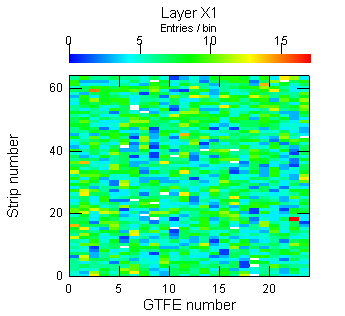 Layer X1
Entries / bin
0 5 10 15
60
40
20
0
Strip number
0 5 10 15 20
GTFE number